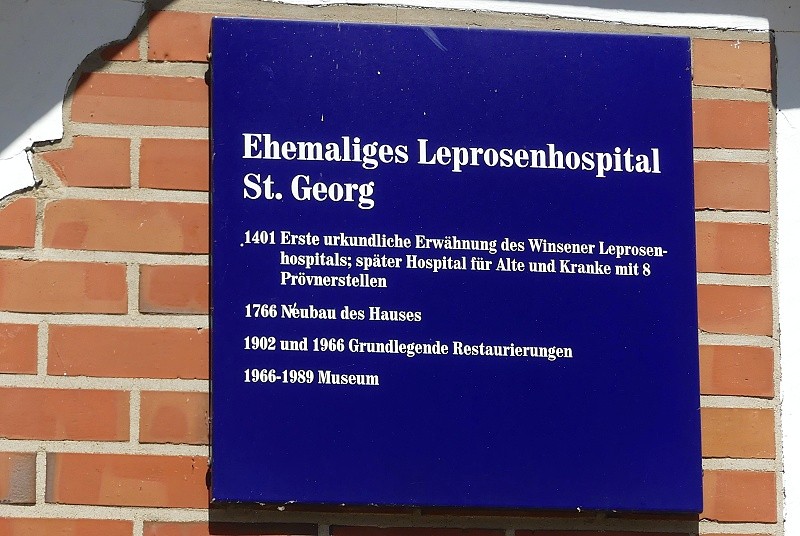 Ehemaliges Leprosenhospital
St. Georg
1401 Erste urkundliche Erwähnung des Winsener Leprosen-
hospitals; später Hospital für Alte und Kranke mit 8
Prövnerstellen
1766 Neubau des Hauses
1902 und 1966 Grundlegende Restaurierungen
1966-1989 Museum